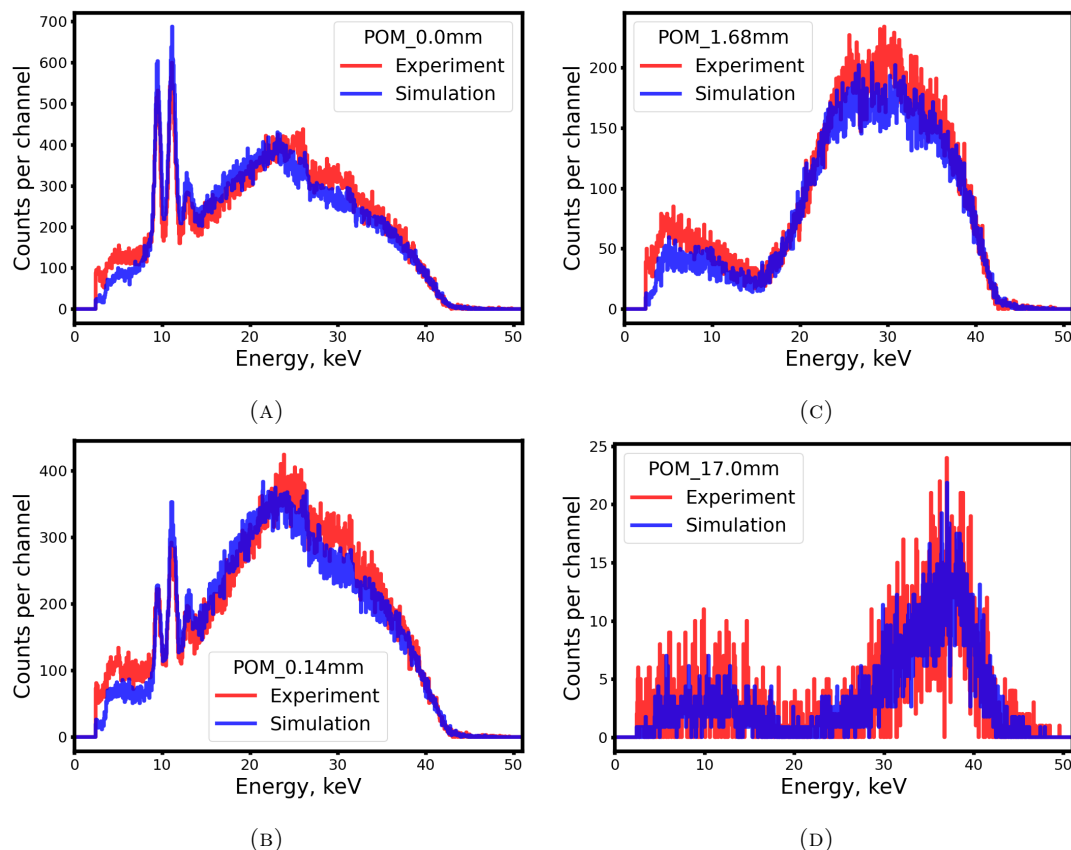 POM_0.0mm
Experiment
Simulation
Counts per channel
700
600
500
400
300
200
100
0
0 10 20 30 40 50
Energy, keV
(A)
POM_1.68mm
Experiment
Simulation
Counts per channel
200
150
100
50
0
0 10 20 30 40 50
Energy, keV
(C)
POM_0.14mm
Experiment
Simulation
Counts per channel
400
300
200
100
0
0 10 20 30 40 50
Energy, keV
(B)
POM_17.0mm
Experiment
Simulation
Counts per channel
25
20
15
10
5
0
0 10 20 30 40 50
Energy, keV
(D)